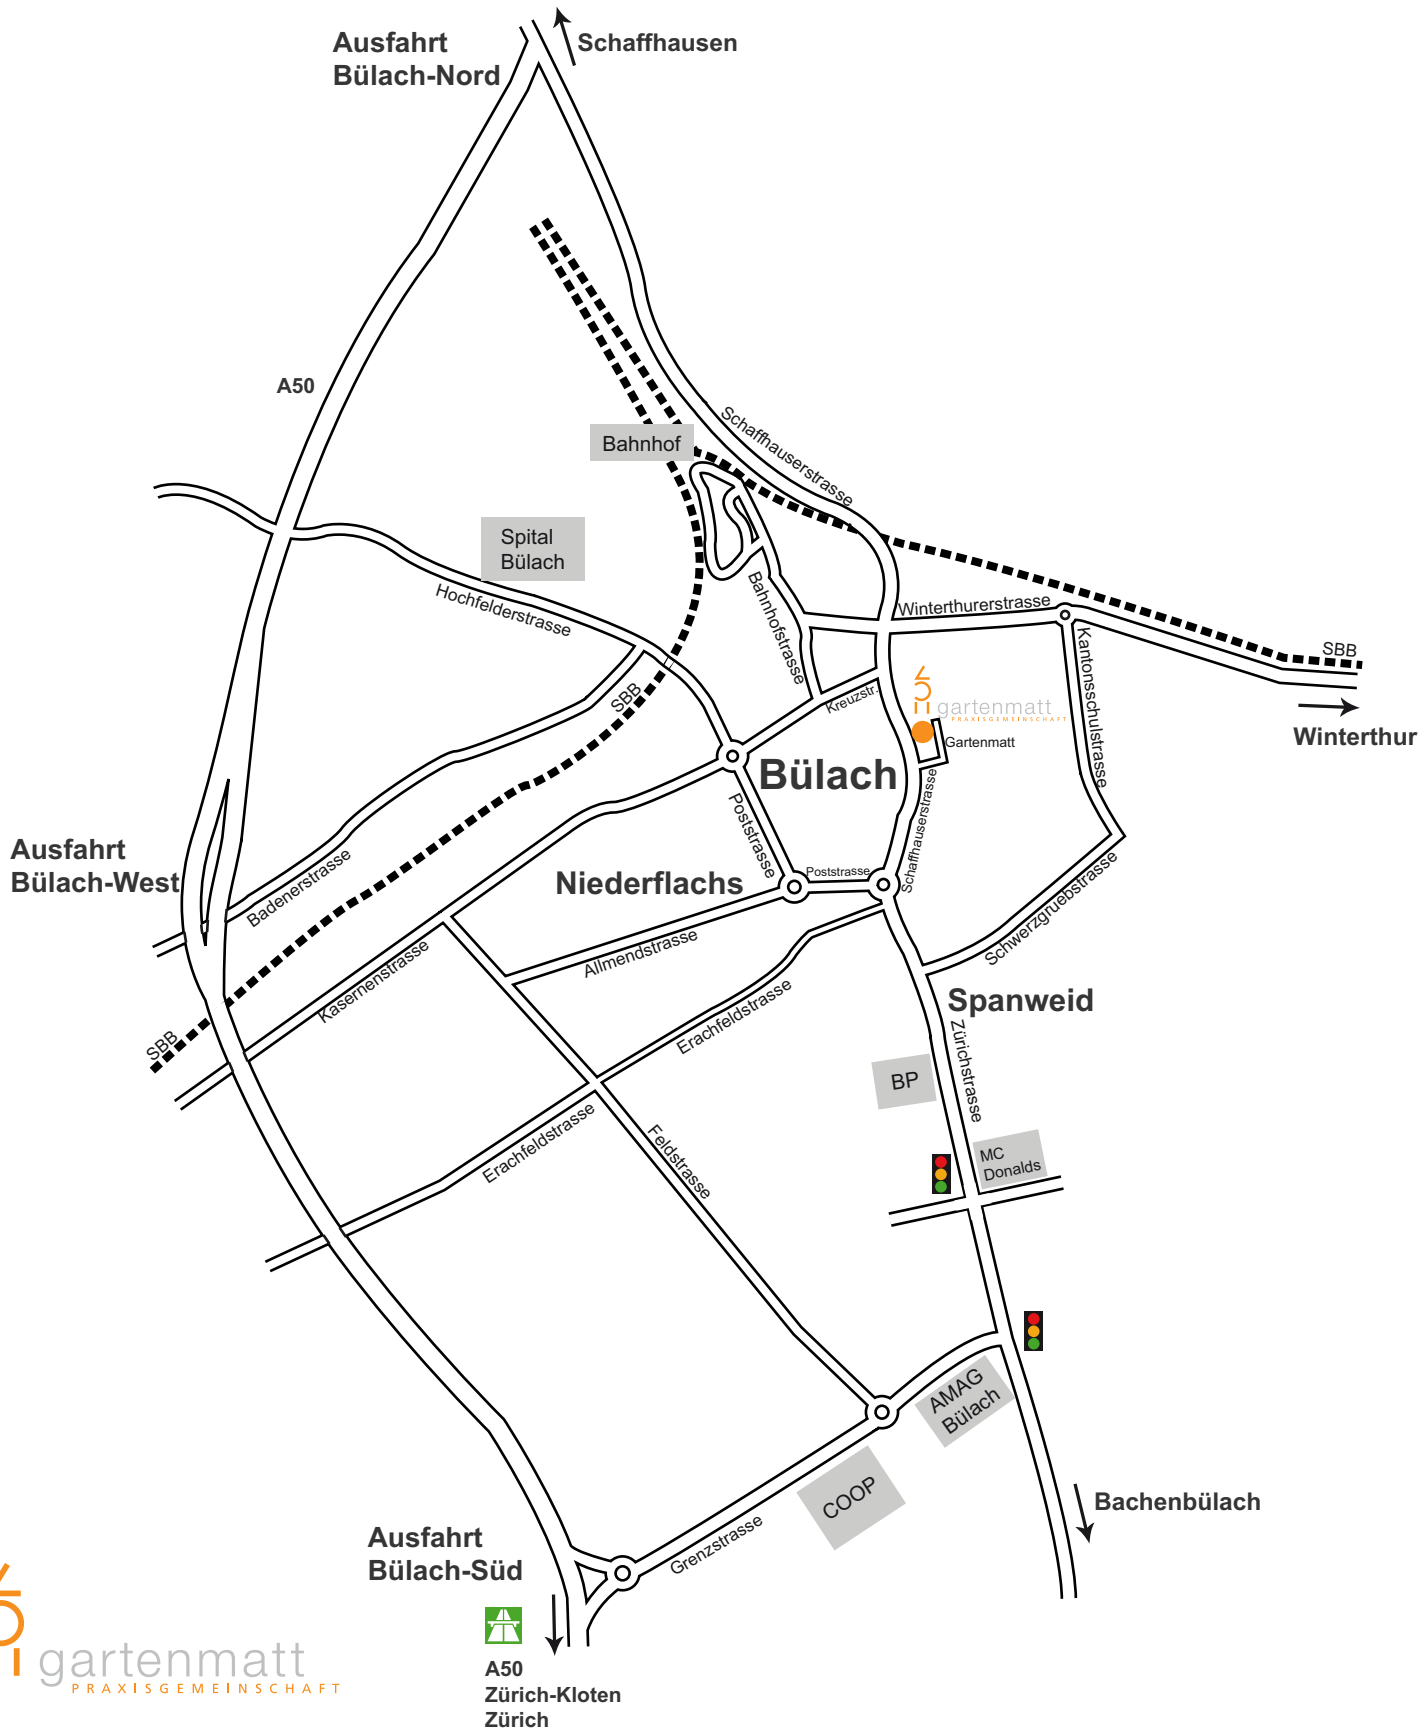 Ausfahrt
Bülach-Nord
Schaffhausen
A50
Schaffhauserstrasse
Bahnhof
Spital
Bülach
Hochfelderstrasse
Bahnhofstrasse
Winterthurerstrasse
SBB
Winterthur
Kantonsschulstrasse
SBB
Kreuzstr.
gartenmatt
PRAXISGEMEINSCHAFT
Gartenmatt
Bülach
Poststrasse
Schaffhauserstrasse
Ausfahrt
Bülach-West
Badenerstrasse
Niederflachs
Poststrasse
Schwerzgruebstrasse
Allmendstrasse
Kasernenstrasse
Spanweid
Erachfeldstrasse
SBB
Zürichstrasse
BP
Erachfeldstrasse
Feldstrasse
MC
Donalds
AMAG
Bülach
COOP
Bachenbülach
Grenzstrasse
Ausfahrt
Bülach-Süd
A50
Zürich-Kloten
Zürich
gartenmatt
PRAXISGEMEINSCHAFT